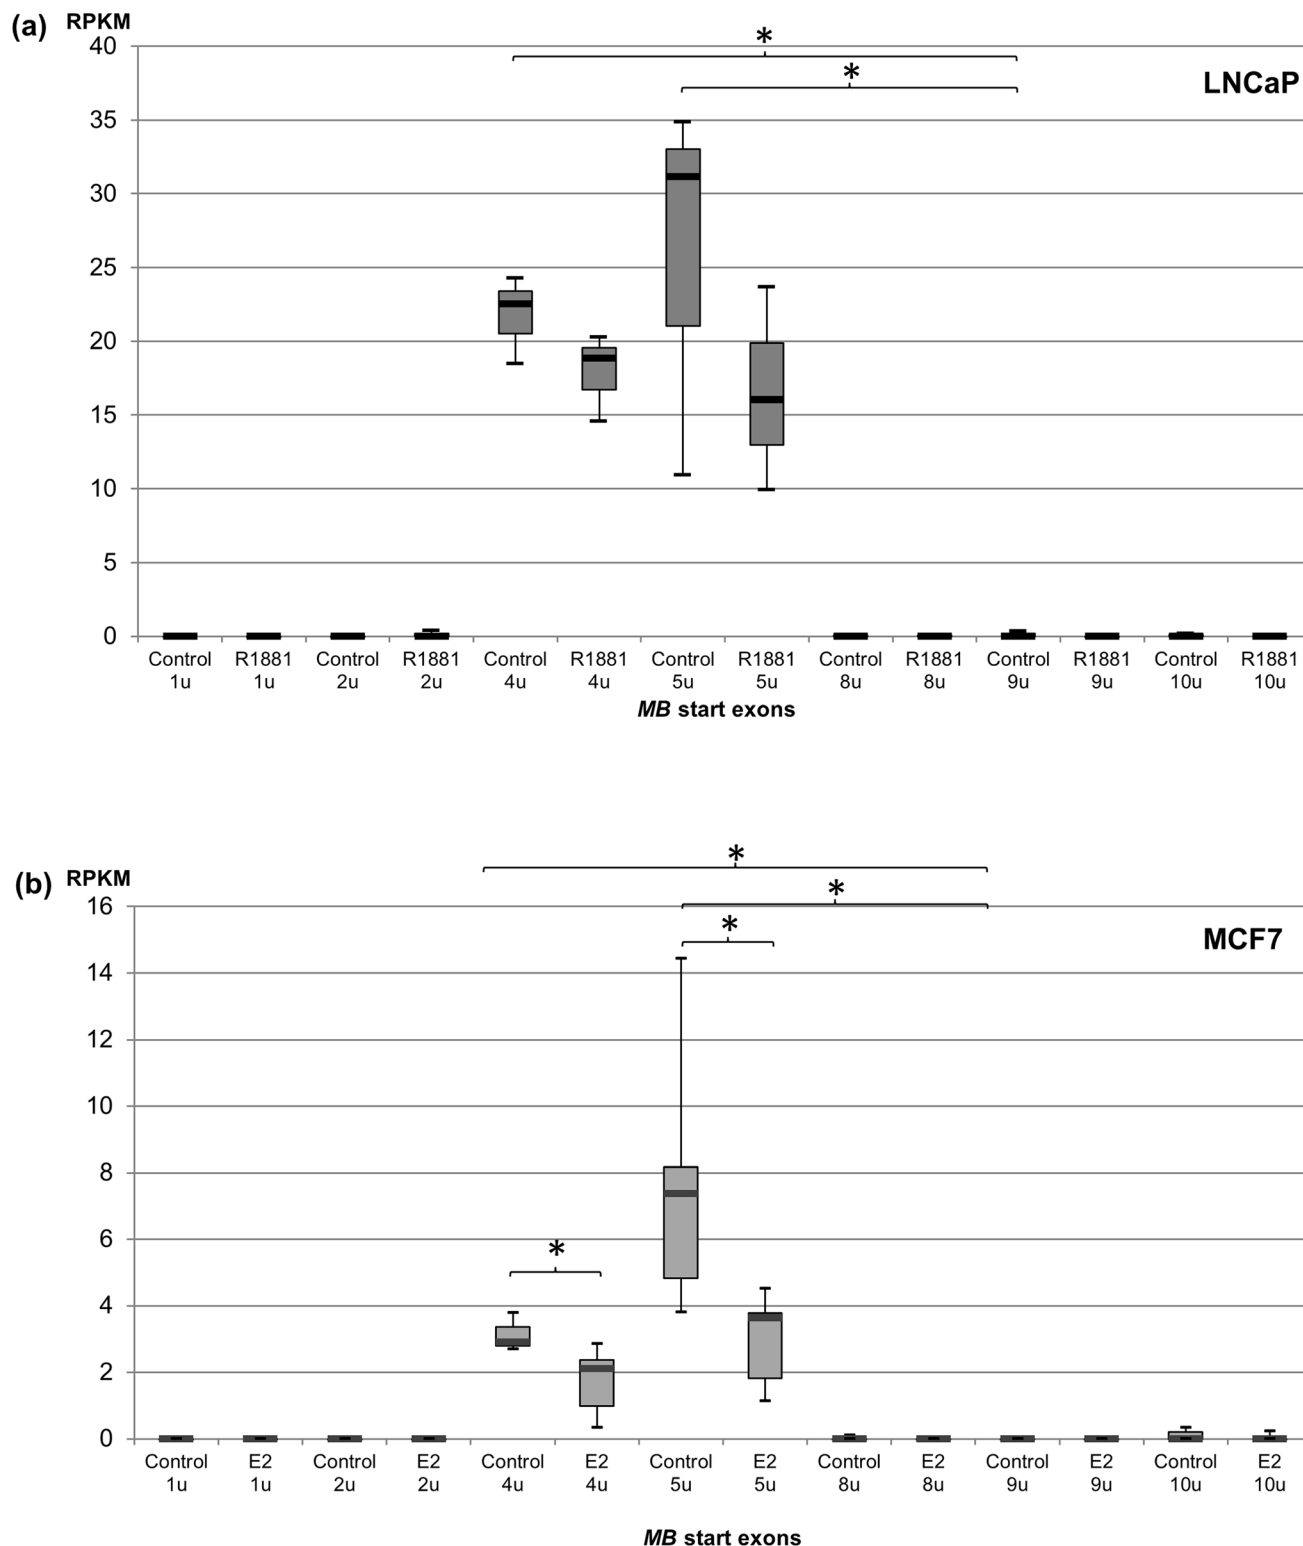 (a) RPKM
*
*
LNCaP
40
35
30
25
20
15
10
5
0
Control R1881 Control R1881 Control R1881 Control R1881 Control R1881 Control R1881 Control R1881
1u 1u 2u 2u 4u 4u 5u 5u 8u 8u 9u 9u 10u 10u
MB start exons
*
(b) RPKM
*
*
MCF7
*
16
14
12
10
8
6
4
2
0
Control E2 Control E2 Control E2 Control E2 Control E2 Control E2 Control E2
1u 1u 2u 2u 4u 4u 5u 5u 8u 8u 9u 9u 10u 10u
MB start exons